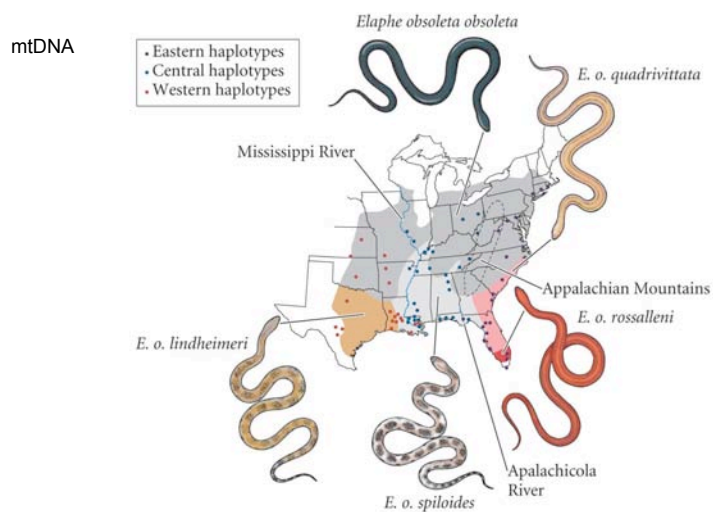 mtDNA
• Eastern haplotypes
• Central haplotypes
• Western haplotypes
Elaphe obsoleta obsoleta
E. o. quadrivittata
Mississippi River
Appalachian Mountains
E. o. rossalleni
E. o. lindheimeri
Apalachicola
River
E. o. spiloides